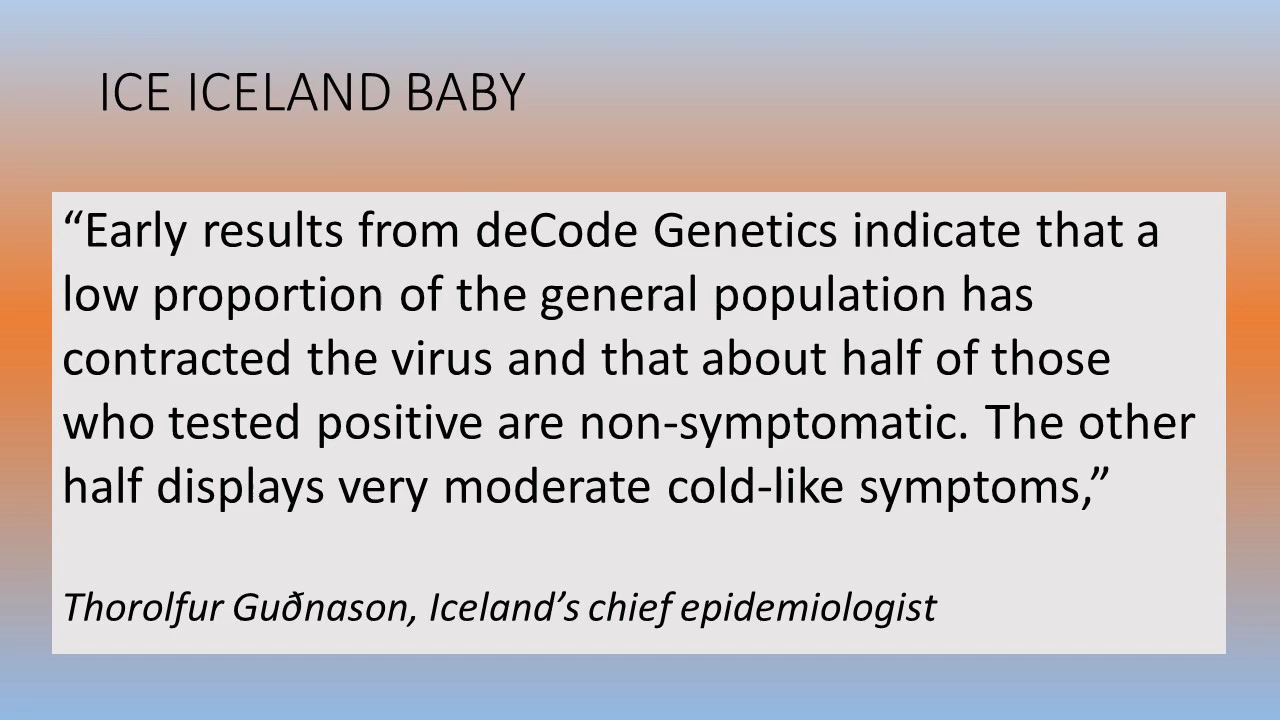 ICE ICELAND BABY
“Early results from deCode Genetics indicate that a
low proportion of the general population has
contracted the virus and that about half of those
who tested positive are non-symptomatic. The other
half displays very moderate cold-like symptoms,”
Thorolfur Guðnason, Iceland’s chief epidemiologist